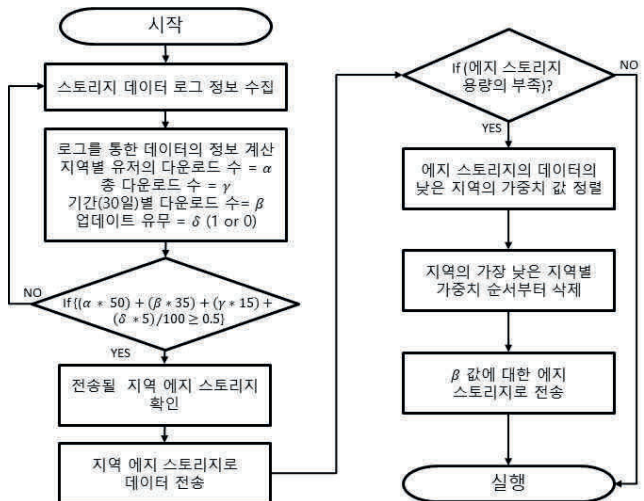 시작
스토리지 데이터 로그 정보 수집
로그를 통한 데이터의 정보 계산
지역별 유저의 다운로드 수 = α
총 다운로드 수 = γ
기간(30일)별 다운로드 수= β
업데이트 유무 = δ (1 or 0)
NO
If {(α * 50) + (β * 35) + (γ * 15) +
(δ * 5)/100 ≥ 0.5}
YES
전송될 지역 에지 스토리지
확인
지역 에지 스토리지로
데이터 전송
If (에지 스토리지
용량의 부족)?
NO
YES
에지 스토리지의 데이터의
낮은 지역의 가중치 값 정렬
지역의 가장 낮은 지역별
가중치 순서부터 삭제
β 값에 대한 에지
스토리지로 전송
실행